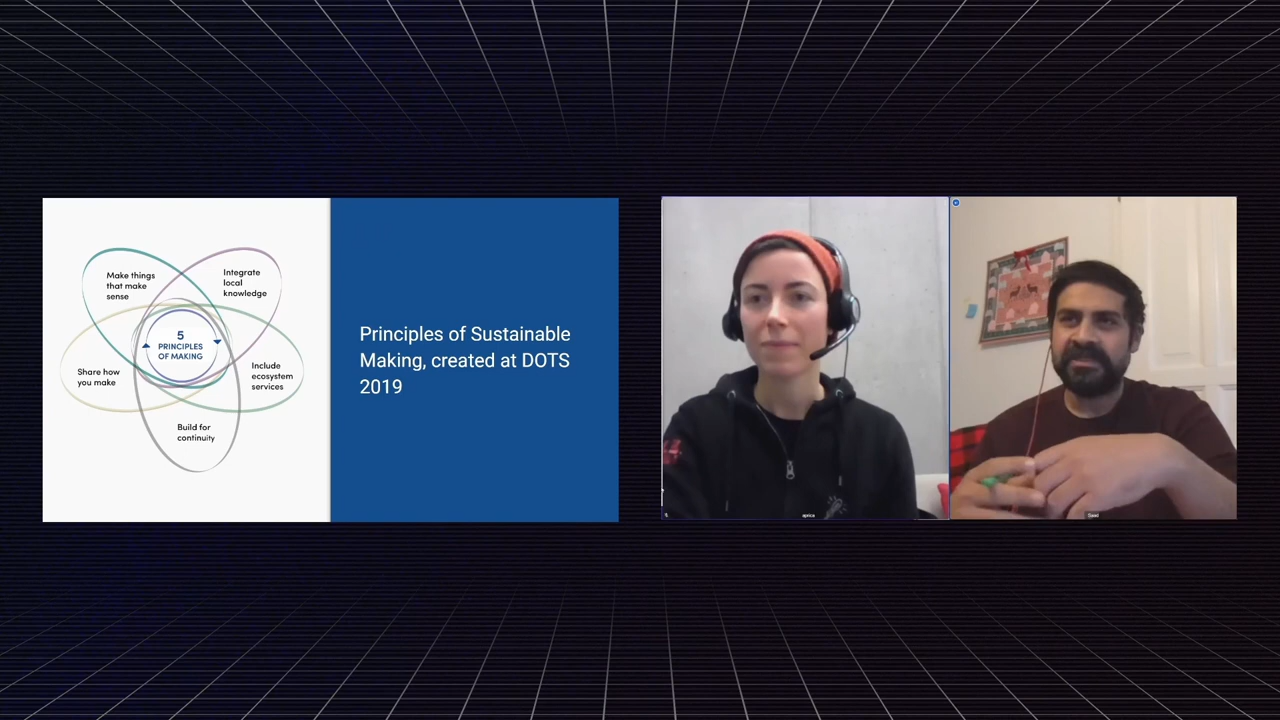 Make things
that make
sense
Integrate
local
knowledge
5
PRINCIPLES
OF MAKING
Share how
you make
Include
ecosystem
services
Build for
continuity
Principles of Sustainable
Making, created at DOTS
2019